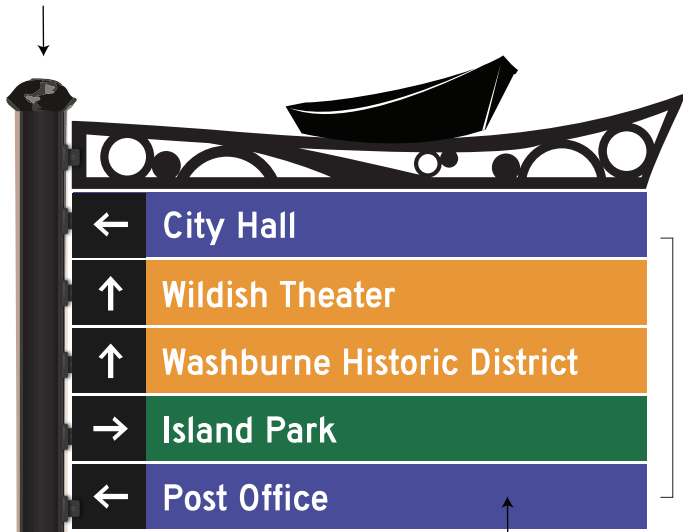 City Hall
Wildish Theater
Washburne Historic District
Island Park
Post Office